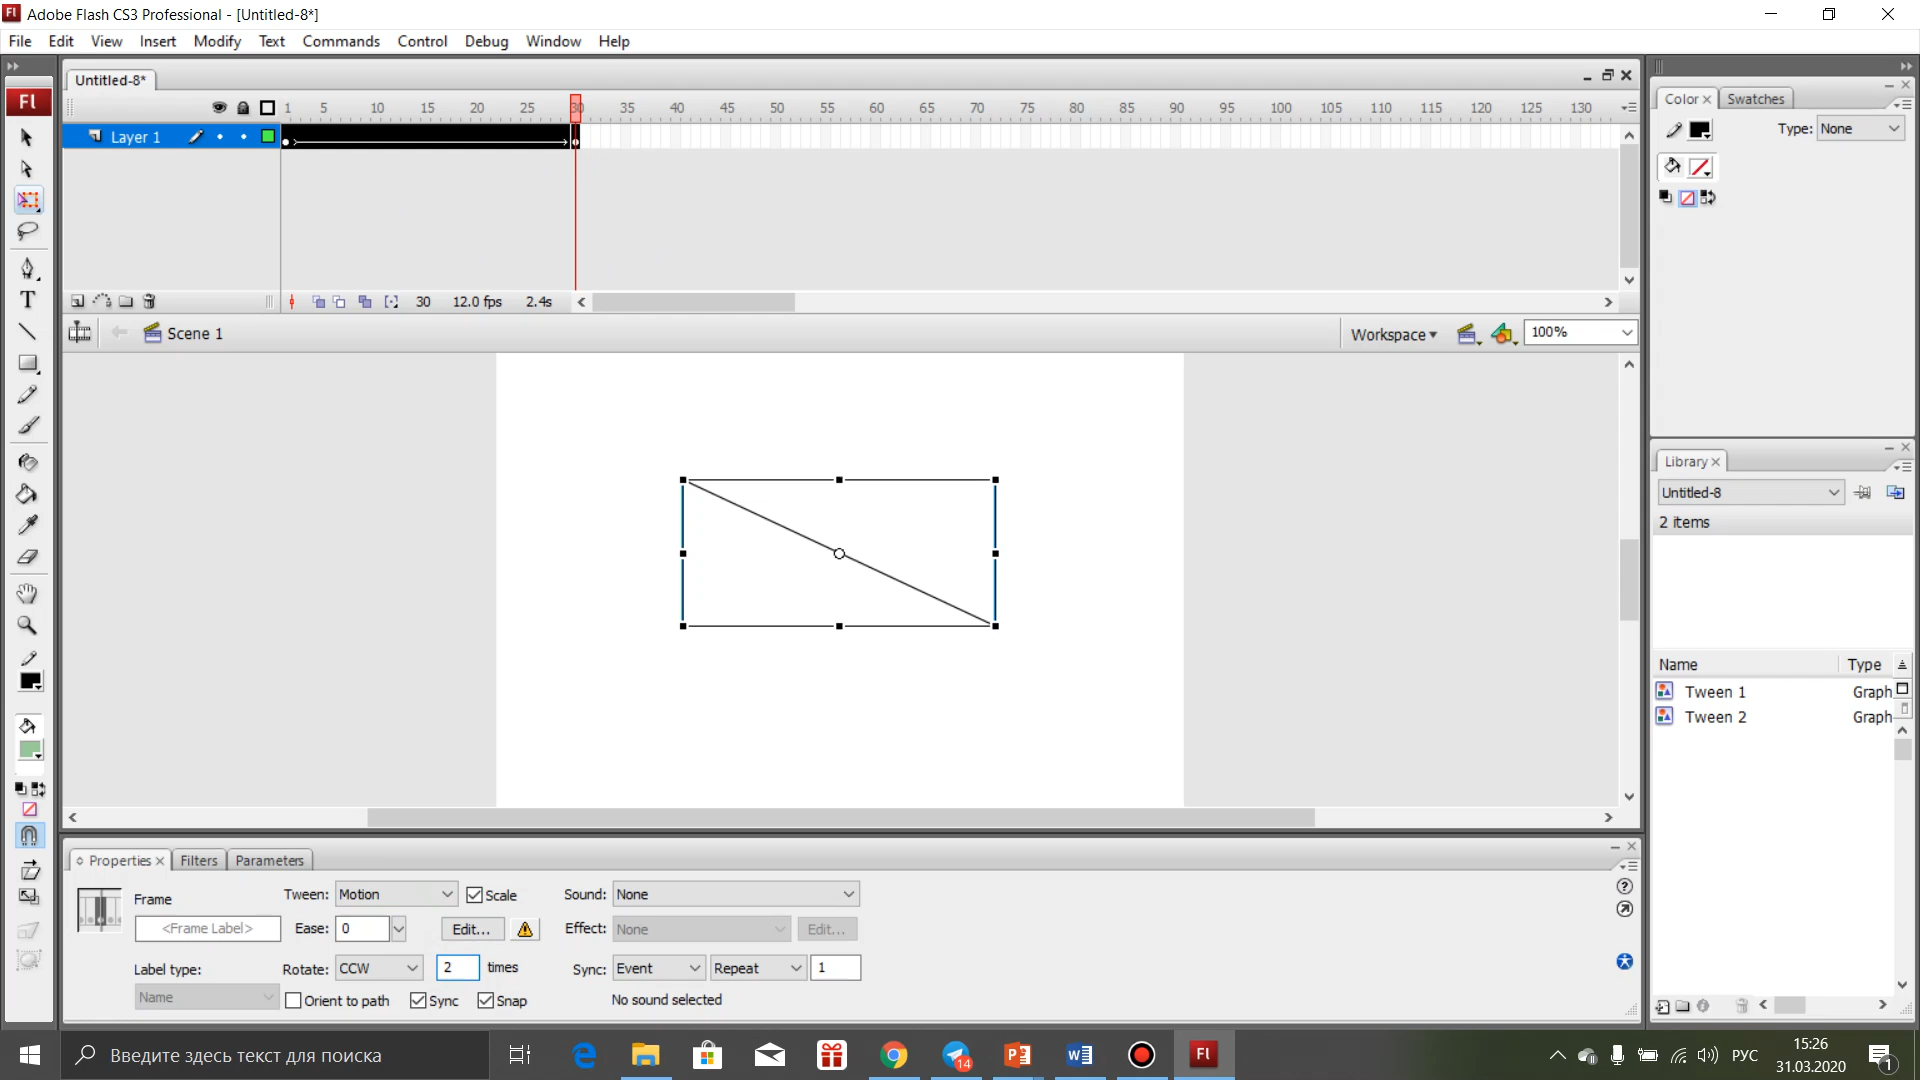 Adobe Flash CS3 Professional - [Untitled-8*]
File Edit View Insert Modify Text Commands Control Debug Window Help
Untitled-8*
Fl
1 5 10 15 20 25 30 35 40 45 50 55 60 65 70 75 80 85 90 95 100 105 110 115 120 125 130
Layer 1
30 12.0 fps 2.4s
Scene 1
Workspace 100%
Color Swatches
Type: None
Library
Untitled-8
2 items
Name Type
Tween 1 Graph
Tween 2 Graph
Properties Filters Parameters
Frame Tween: Motion Scale Sound: None
<Frame Label> Ease: 0 Edit... Effect: None Edit...
Label type: Rotate: CCW 2 times Sync: Event Repeat 1
Name Orient to path Sync Snap No sound selected
Введите здесь текст для поиска
14
Fl
РУС
15:26
31.03.2020
1